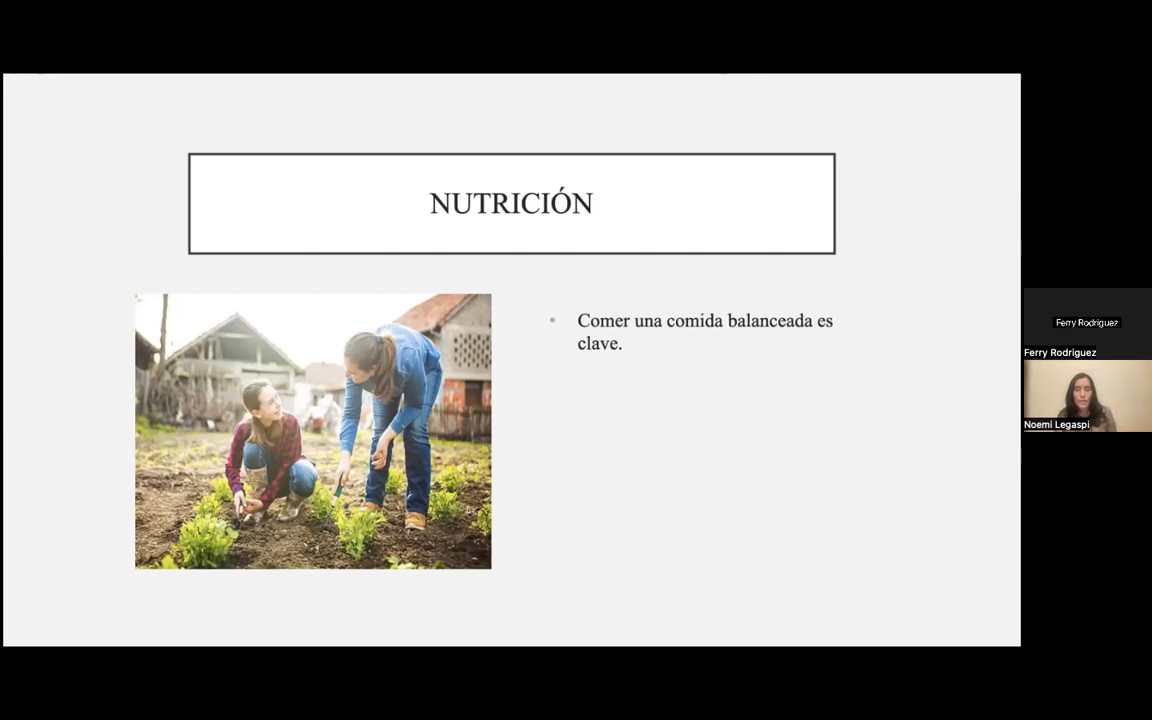 NUTRICIÓN
Comer una comida balanceada es
clave.
Ferry Rodriguez
Ferry Rodriguez
Noemi Legaspi